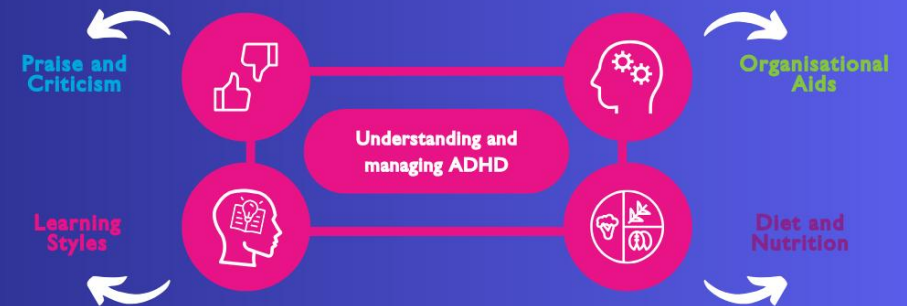 Praise and
Criticism
Organisational
Aids
Understanding and
managing ADHD
Learning
Styles
Diet and
Nutrition